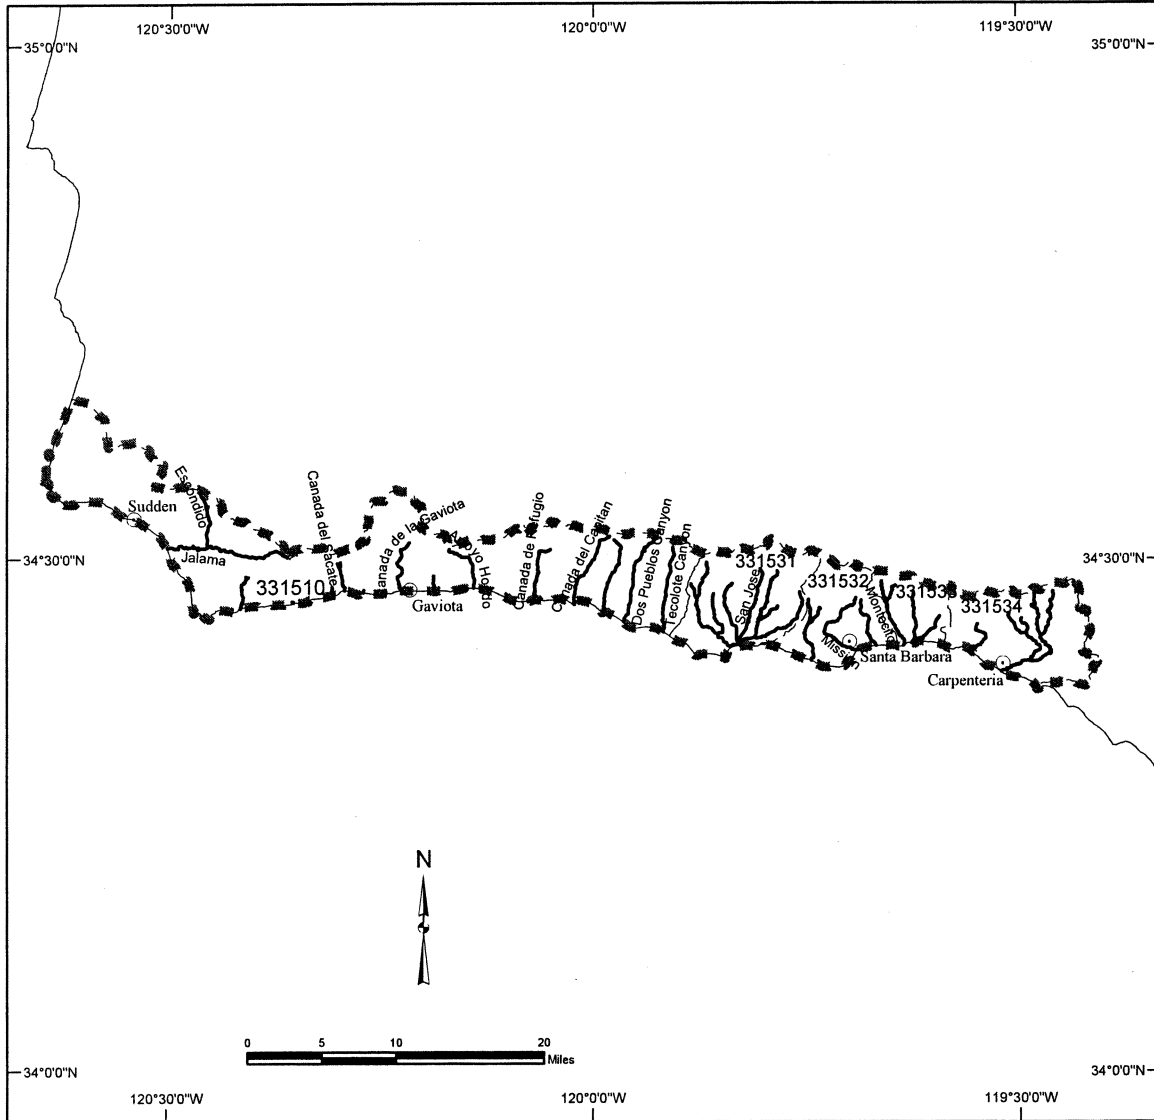 120°30'0"W
120°0'0"W
119°30'0"W
35°0'0"N
35°0'0"N
Escondido
Sudden
Jalama
Canada del Sacate
331510
Canada de la Gaviota
Gaviota
Arroyo Hondo
Canada de Refugio
Canada del Capitan
Dos Pueblos Canyon
Tecolote Canyon
331531
San Jose
331532
Mission
Montecito
331533
331534
Santa Barbara
Carpenteria
34°30'0"N
34°30'0"N
N
0 5 10 20
Miles
34°0'0"N
34°0'0"N
120°30'0"W
120°0'0"W
119°30'0"W